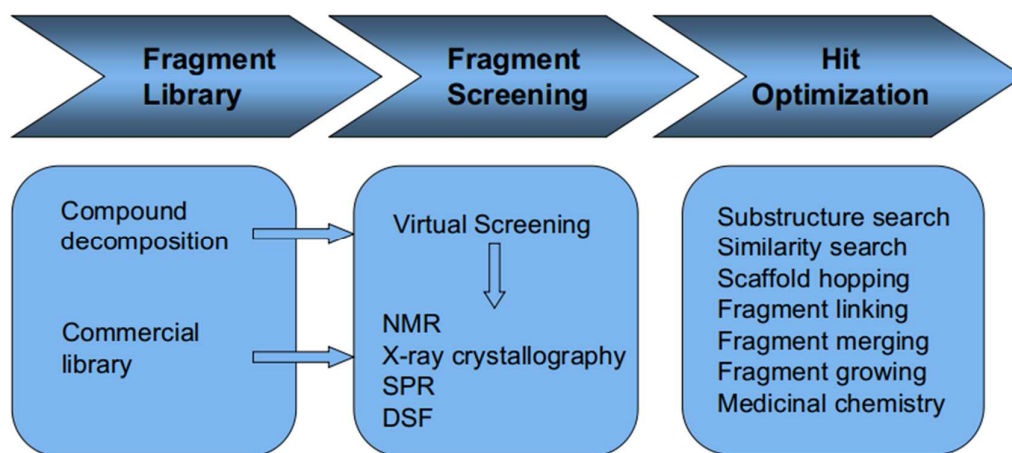 Fragment
Library
Fragment
Screening
Hit
Optimization
Compound
decomposition
Commercial
library
Virtual Screening
NMR
X-ray crystallography
SPR
DSF
Substructure search
Similarity search
Scaffold hopping
Fragment linking
Fragment merging
Fragment growing
Medicinal chemistry